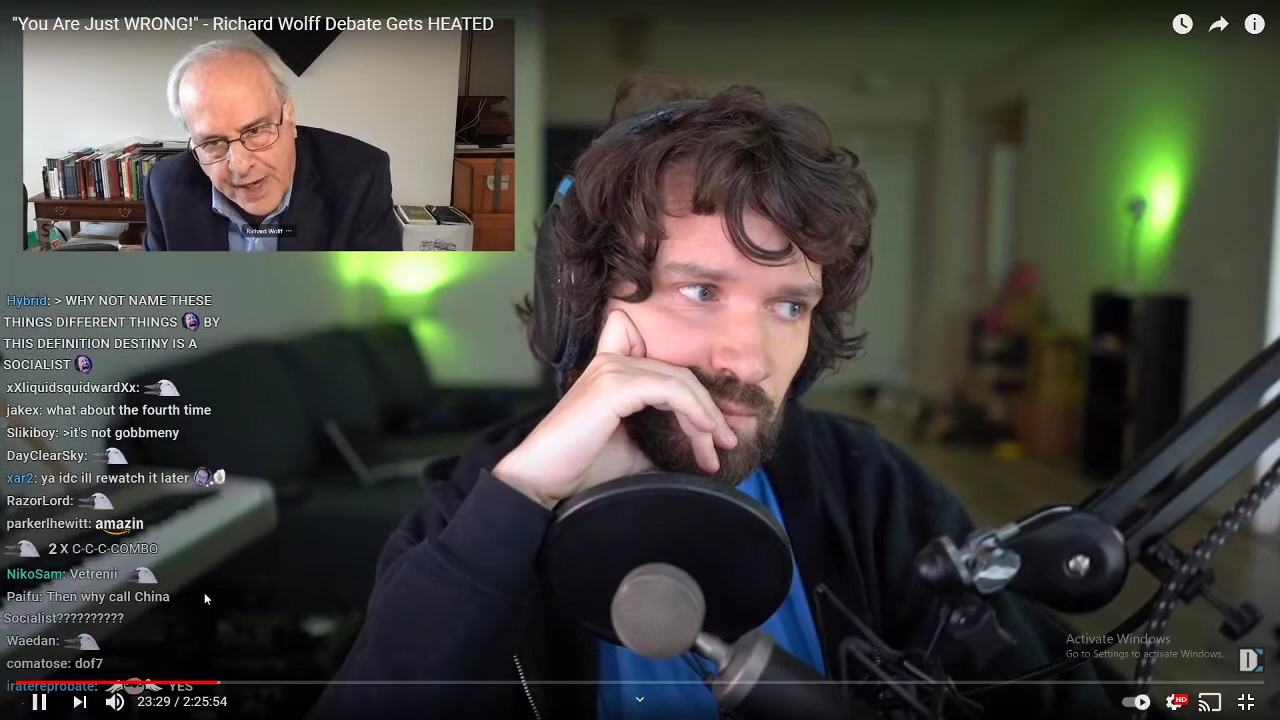 "You Are Just WRONG!" - Richard Wolff Debate Gets HEATED
Richard Wolff
Hybrid: > WHY NOT NAME THESE
THINGS DIFFERENT THINGS BY
THIS DEFINITION DESTINY IS A
SOCIALIST
xXliquidsquidwardXx:
jakex: what about the fourth time
Slikiboy: >it's not gobbmeny
DayClearSky:
xar2: ya idc ill rewatch it later
RazorLord:
parkerlhewitt: amazin
2 X C-C-C-COMBO
NikoSam: Vetrenii
Paifu: Then why call China
Socialist??????????
Waedan:
comatose: dof7
iratereprobate: YES
Activate Windows
Go to Settings to activate Windows.
D
23:29 / 2:25:54
HD